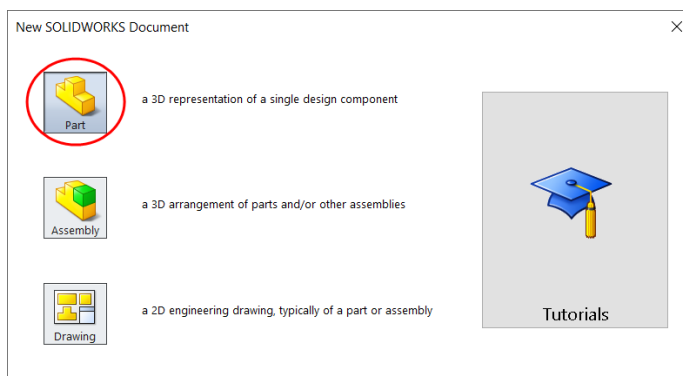 New SOLIDWORKS Document
Part
a 3D representation of a single design component
Assembly
a 3D arrangement of parts and/or other assemblies
Drawing
a 2D engineering drawing, typically of a part or assembly
Tutorials